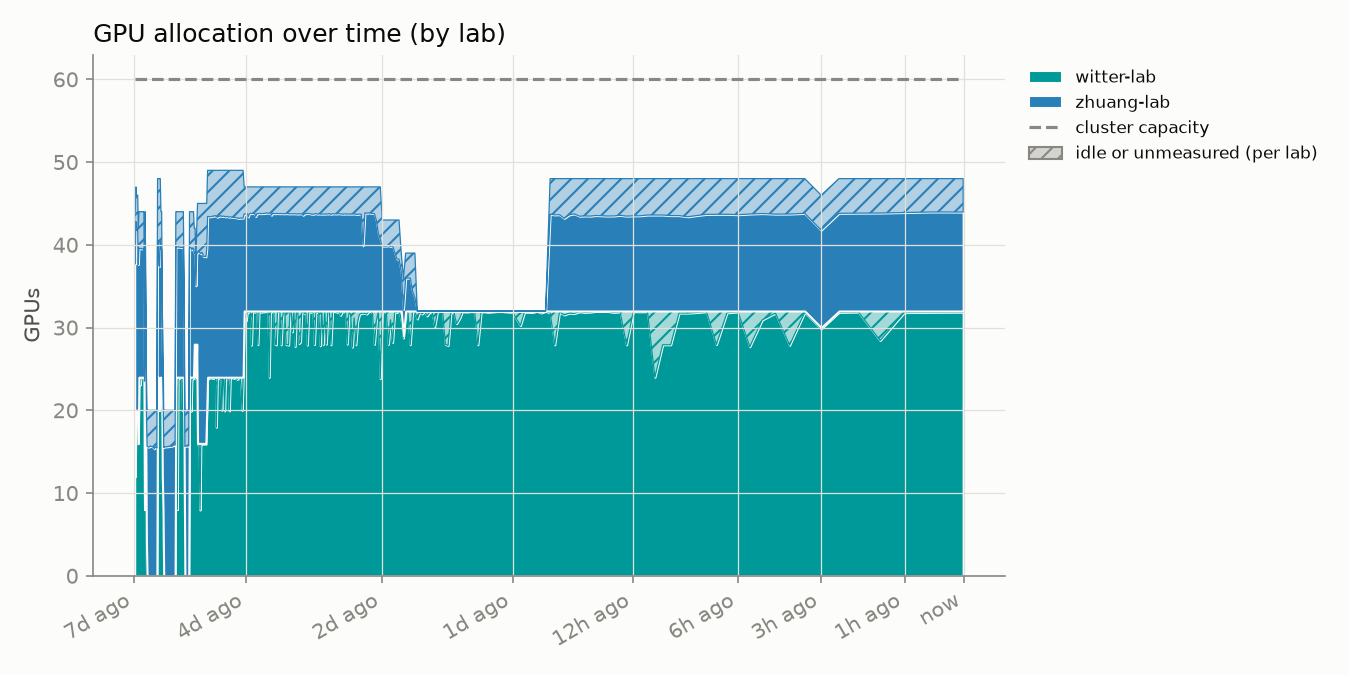 GPU allocation over time (by lab)
witter-lab
zhuang-lab
cluster capacity
idle or unmeasured (per lab)
GPUs
60
50
40
30
20
10
0
7d ago
4d ago
2d ago
1d ago
12h ago
6h ago
3h ago
1h ago
now